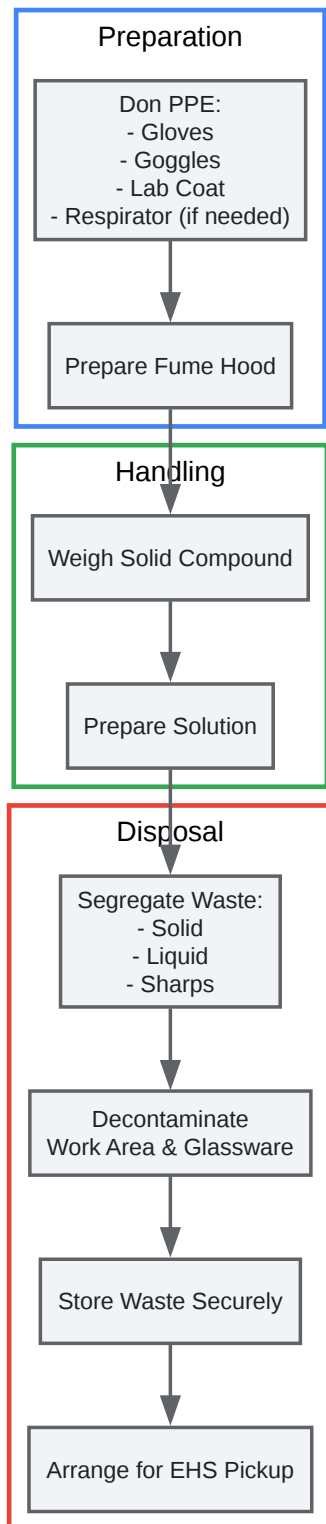 Preparation
Don PPE:
- Gloves
- Goggles
- Lab Coat
- Respirator (if needed)
Prepare Fume Hood
Handling
Weigh Solid Compound
Prepare Solution
Disposal
Segregate Waste:
- Solid
- Liquid
- Sharps
Decontaminate
Work Area & Glassware
Store Waste Securely
Arrange for EHS Pickup